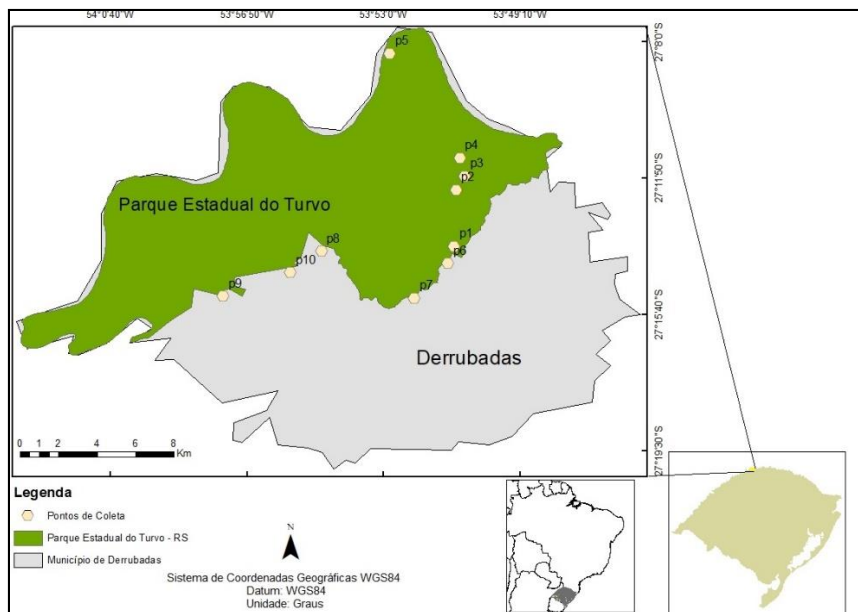 54°0'40"W
53°56'50"W
53°53'0"W
53°49'10"W
27°8'0"S
27°11'50"S
27°15'40"S
27°19'30"S
p5
p4
p3
p2
p1
p6
p8
p10
p9
p7
Parque Estadual do Turvo
Derrubadas
0 1 2 4 6 8
Km
Legenda
Pontos de Coleta
Parque Estadual do Turvo - RS
Município de Derrubadas
N
Sistema de Coordenadas Geográficas WGS84
Datum: WGS84
Unidade: Graus